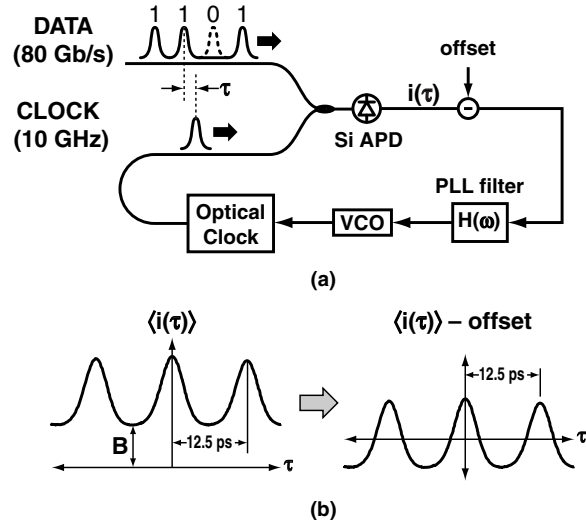 DATA
(80 Gb/s)
1 1 0 1
τ
CLOCK
(10 GHz)
Si APD
i(τ)
offset
−
PLL filter
H(ω)
VCO
Optical
Clock
(a)
⟨i(τ)⟩
12.5 ps
B
τ
⟨i(τ)⟩ – offset
12.5 ps
τ
(b)